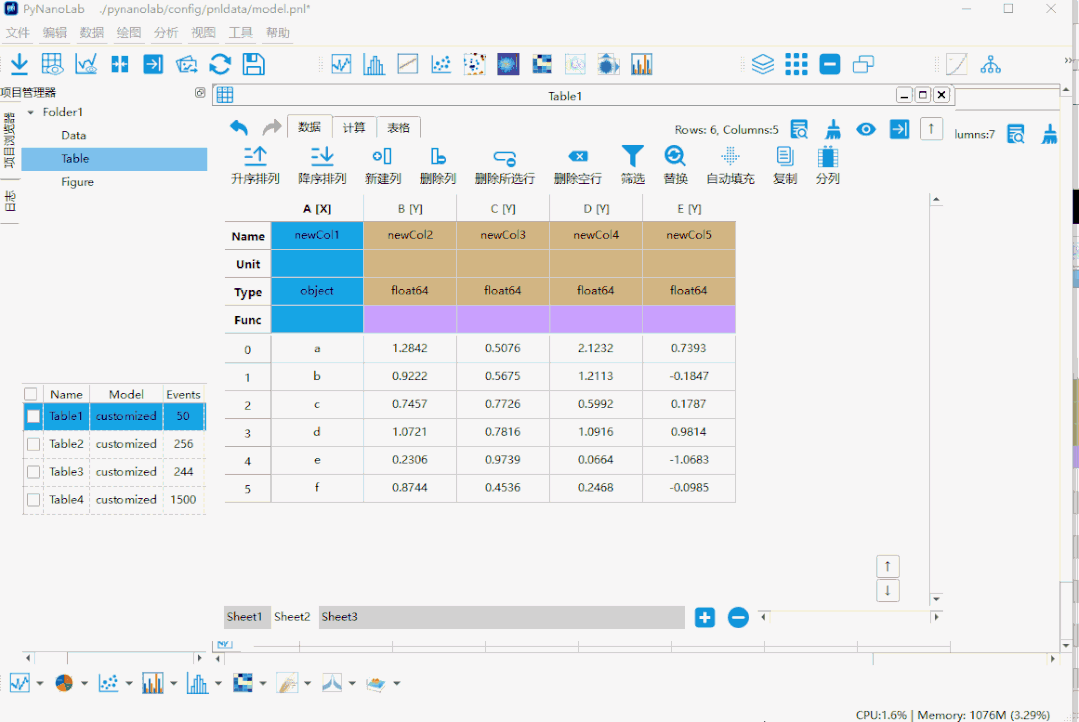 PyNanoLab ./pynanolab/config/pnldata/model.pnl*
文件 编辑 数据 绘图 分析 视图 工具 帮助
项目管理器
项目浏览器
日志
Folder1
Data
Table
Figure
Name Model Events
Table1 customized 50
Table2 customized 256
Table3 customized 244
Table4 customized 1500
Table1
数据 计算 表格
Rows: 6, Columns:5
lumns:7
升序排列 降序排列 新建列 删除列 删除所选行 删除空行 筛选 替换 自动填充 复制 分列
A [X] B [Y] C [Y] D [Y] E [Y]
Name newCol1 newCol2 newCol3 newCol4 newCol5
Unit
Type object float64 float64 float64 float64
Func
0 a 1.2842 0.5076 2.1232 0.7393
1 b 0.9222 0.5675 1.2113 -0.1847
2 c 0.7457 0.7726 0.5992 0.1787
3 d 1.0721 0.7816 1.0916 0.9814
4 e 0.2306 0.9739 0.0664 -1.0683
5 f 0.8744 0.4536 0.2468 -0.0985
Sheet1 Sheet2 Sheet3
CPU:1.6% | Memory: 1076M (3.29%)